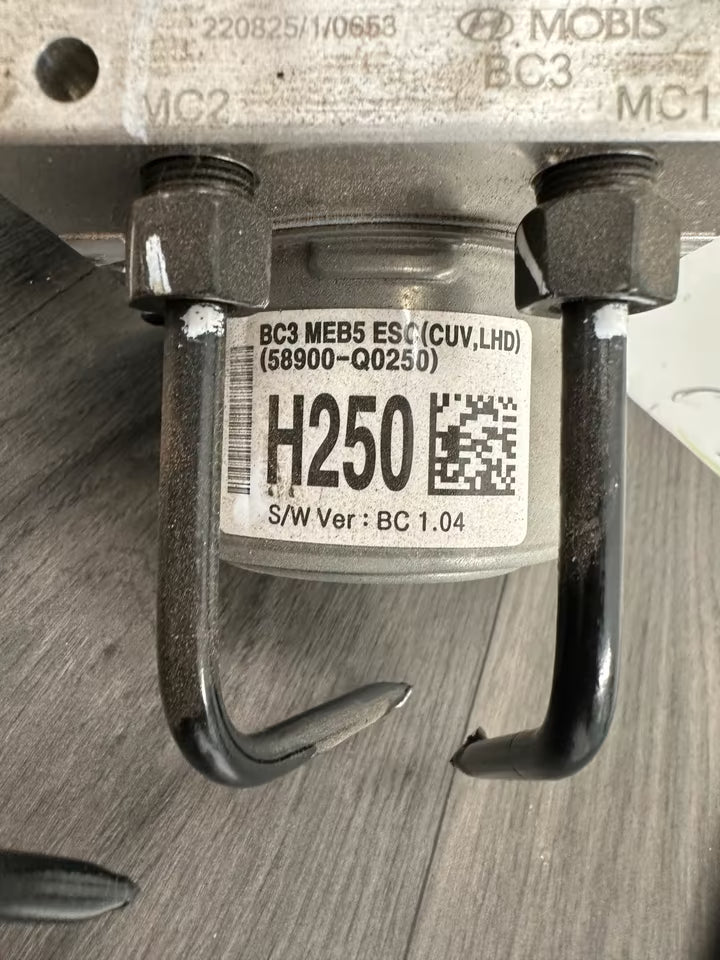 220825/1/0653
MOBIS
BC3
MC2
MC1
BC3 MEB5 ESC(CUV,LHD)
(58900-Q0250)
H250
S/W Ver : BC 1.04